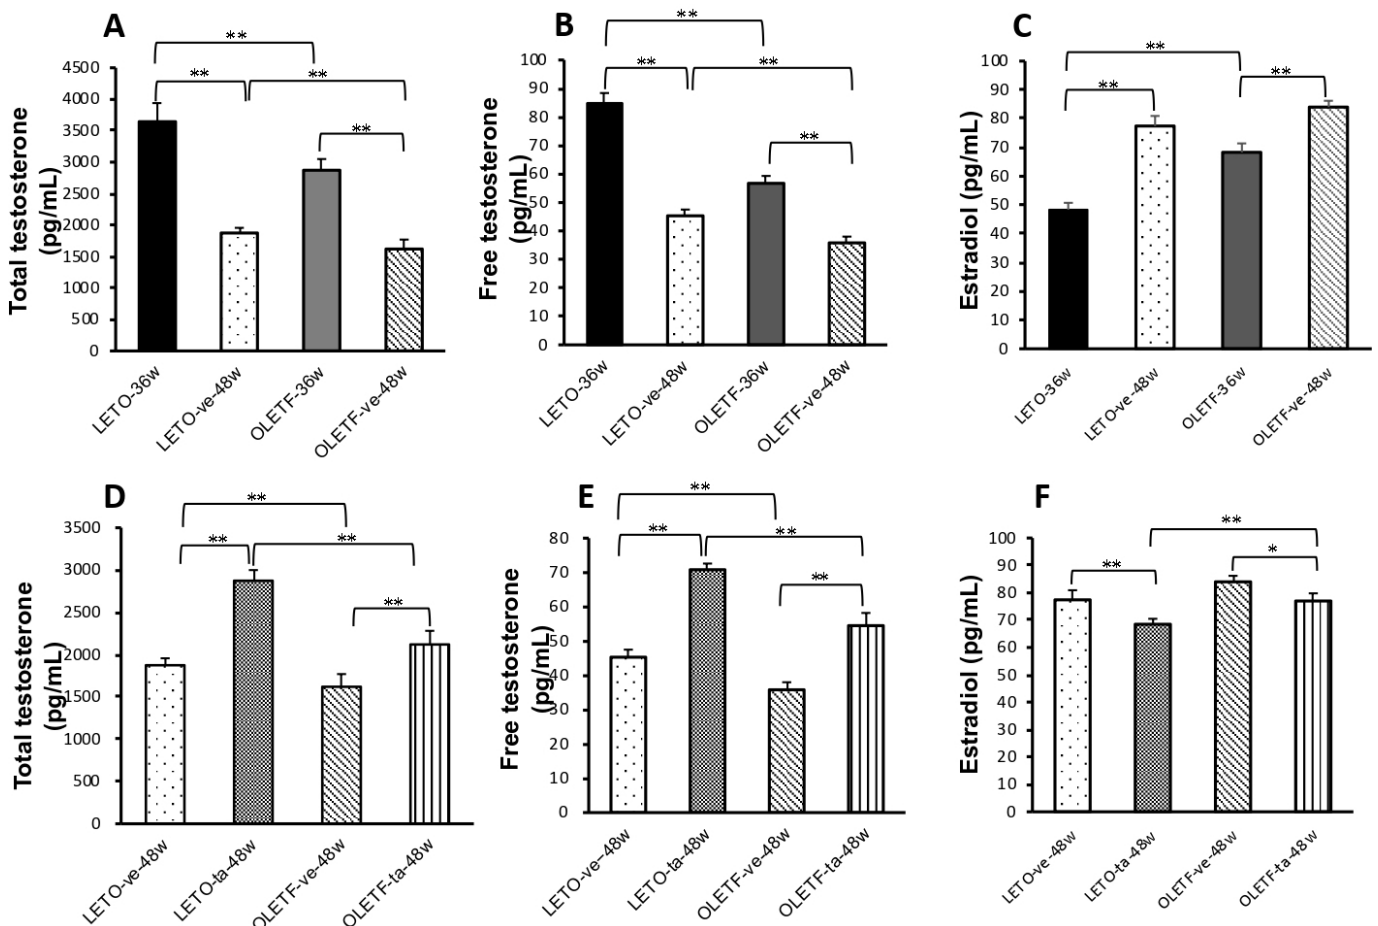 A
**
**
**
**
4500
4000
3500
3000
2500
2000
1500
1000
500
0
Total testosterone
(pg/mL)
LETO-36w
LETO-ve-48w
OLETF-36w
OLETF-ve-48w
B
**
**
**
**
100
90
80
70
60
50
40
30
20
10
0
Free testosterone
(pg/mL)
LETO-36w
LETO-ve-48w
OLETF-36w
OLETF-ve-48w
C
**
**
**
100
90
80
70
60
50
40
30
20
10
0
Estradiol (pg/mL)
LETO-36w
LETO-ve-48w
OLETF-36w
OLETF-ve-48w
D
**
**
**
**
3500
3000
2500
2000
1500
1000
500
0
Total testosterone
(pg/mL)
LETO-ve-48w
LETO-ta-48w
OLETF-ve-48w
OLETF-ta-48w
E
**
**
**
**
80
70
60
50
40
30
20
10
0
Free testosterone
(pg/mL)
LETO-ve-48w
LETO-ta-48w
OLETF-ve-48w
OLETF-ta-48w
F
**
*
**
100
90
80
70
60
50
40
30
20
10
0
Estradiol (pg/mL)
LETO-ve-48w
LETO-ta-48w
OLETF-ve-48w
OLETF-ta-48w